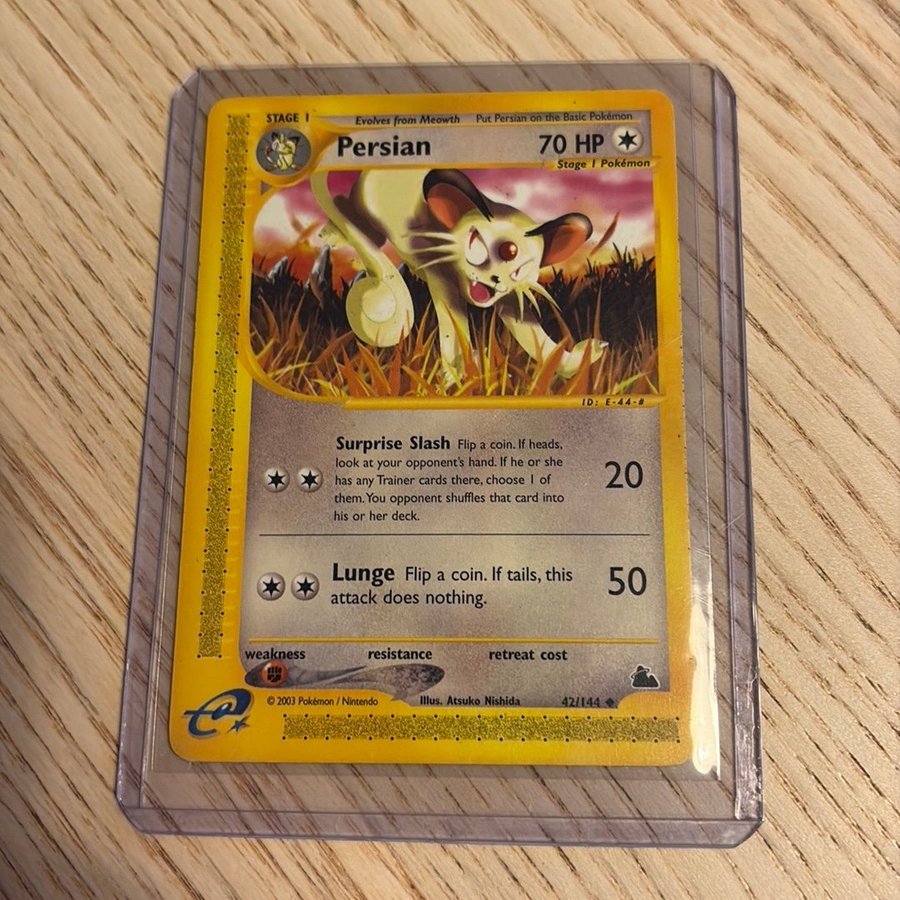 STAGE 1 Evolves from Meowth Put Persian on the Basic Pokémon
Persian 70 HP
Stage 1 Pokémon
ID: E-44-#
Surprise Slash Flip a coin. If heads,
look at your opponent's hand. If he or she
has any Trainer cards there, choose 1 of
them. You opponent shuffles that card into
his or her deck.
20
Lunge Flip a coin. If tails, this
attack does nothing.
50
weakness resistance retreat cost
© 2003 Pokémon / Nintendo Illus. Atsuko Nishida 42/144
e